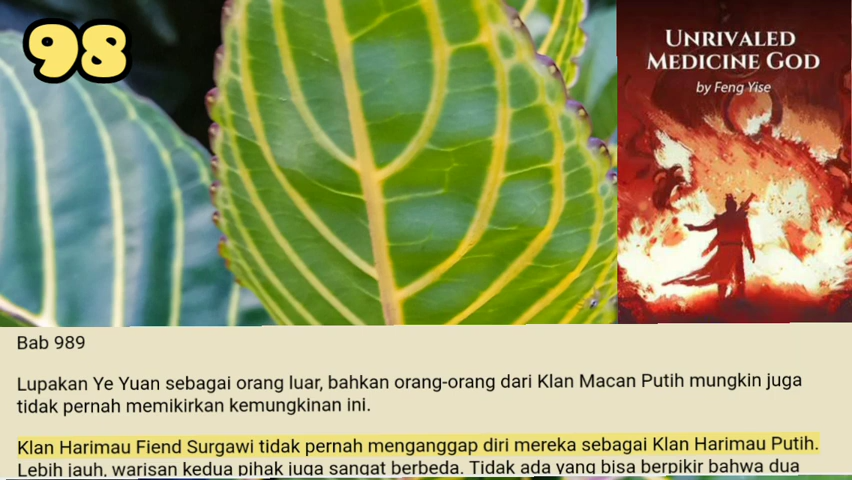 98
UNRIVALED
MEDICINE GOD
by Feng Yise
Bab 989
Lupakan Ye Yuan sebagai orang luar, bahkan orang-orang dari Klan Macan Putih mungkin juga
tidak pernah memikirkan kemungkinan ini.
Klan Harimau Fiend Surgawi tidak pernah menganggap diri mereka sebagai Klan Harimau Putih.
Lebih jauh, warisan kedua pihak juga sangat berbeda. Tidak ada yang bisa berpikir bahwa dua